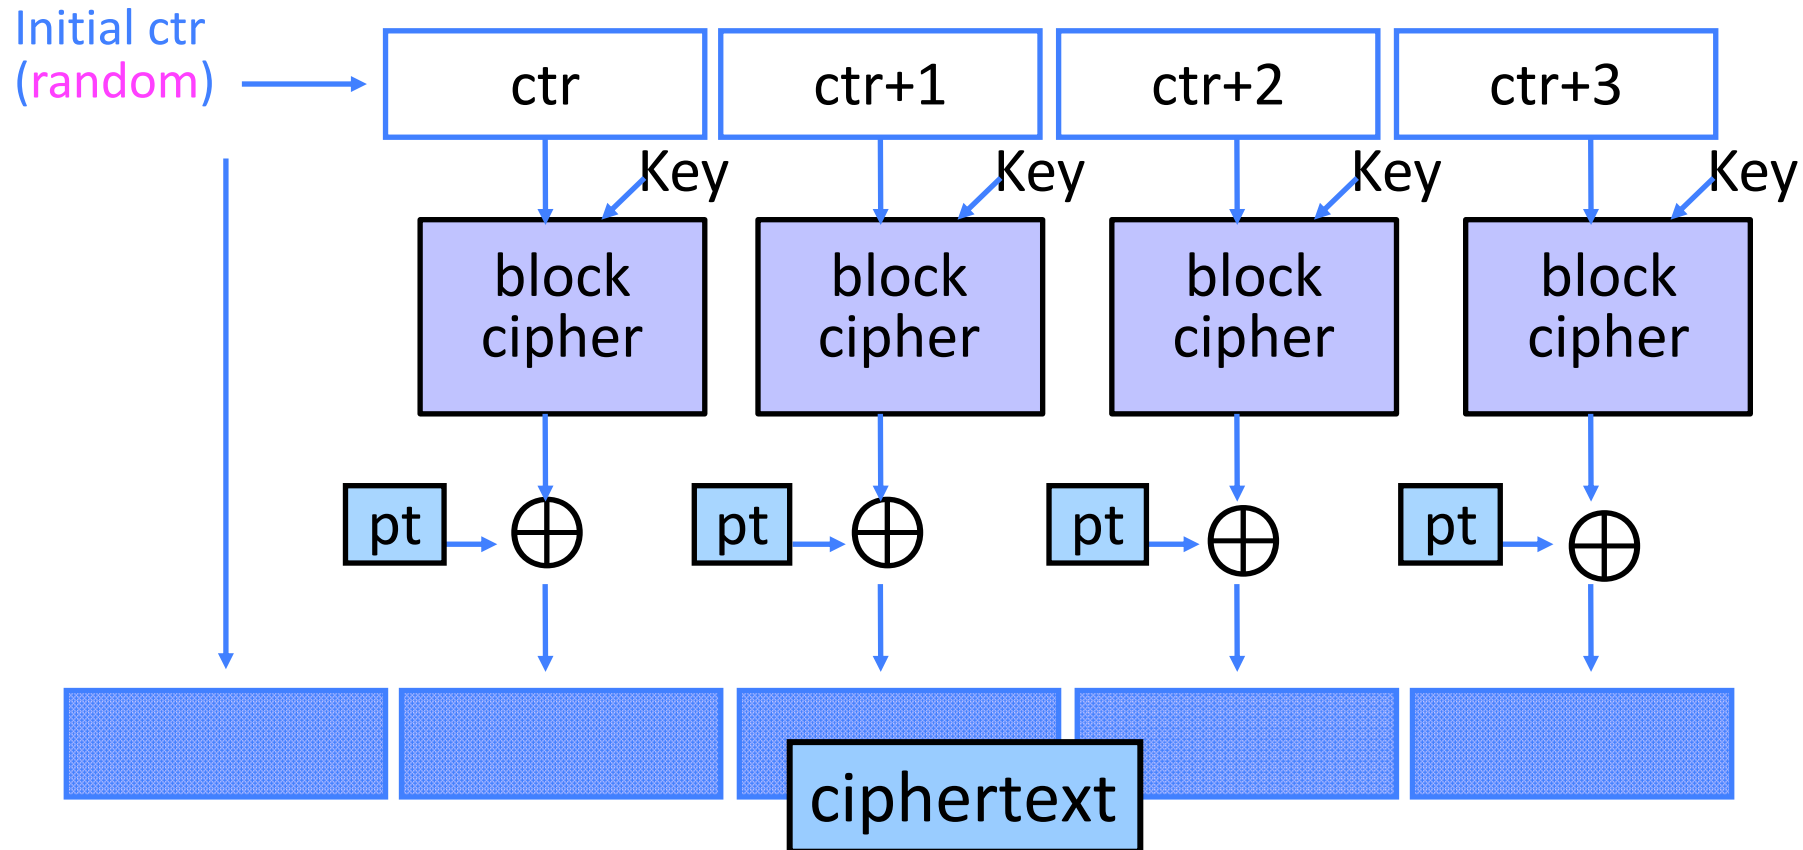 Initial ctr
(random)
ctr
ctr+1
ctr+2
ctr+3
Key
Key
Key
Key
block
cipher
block
cipher
block
cipher
block
cipher
pt
pt
pt
pt
ciphertext